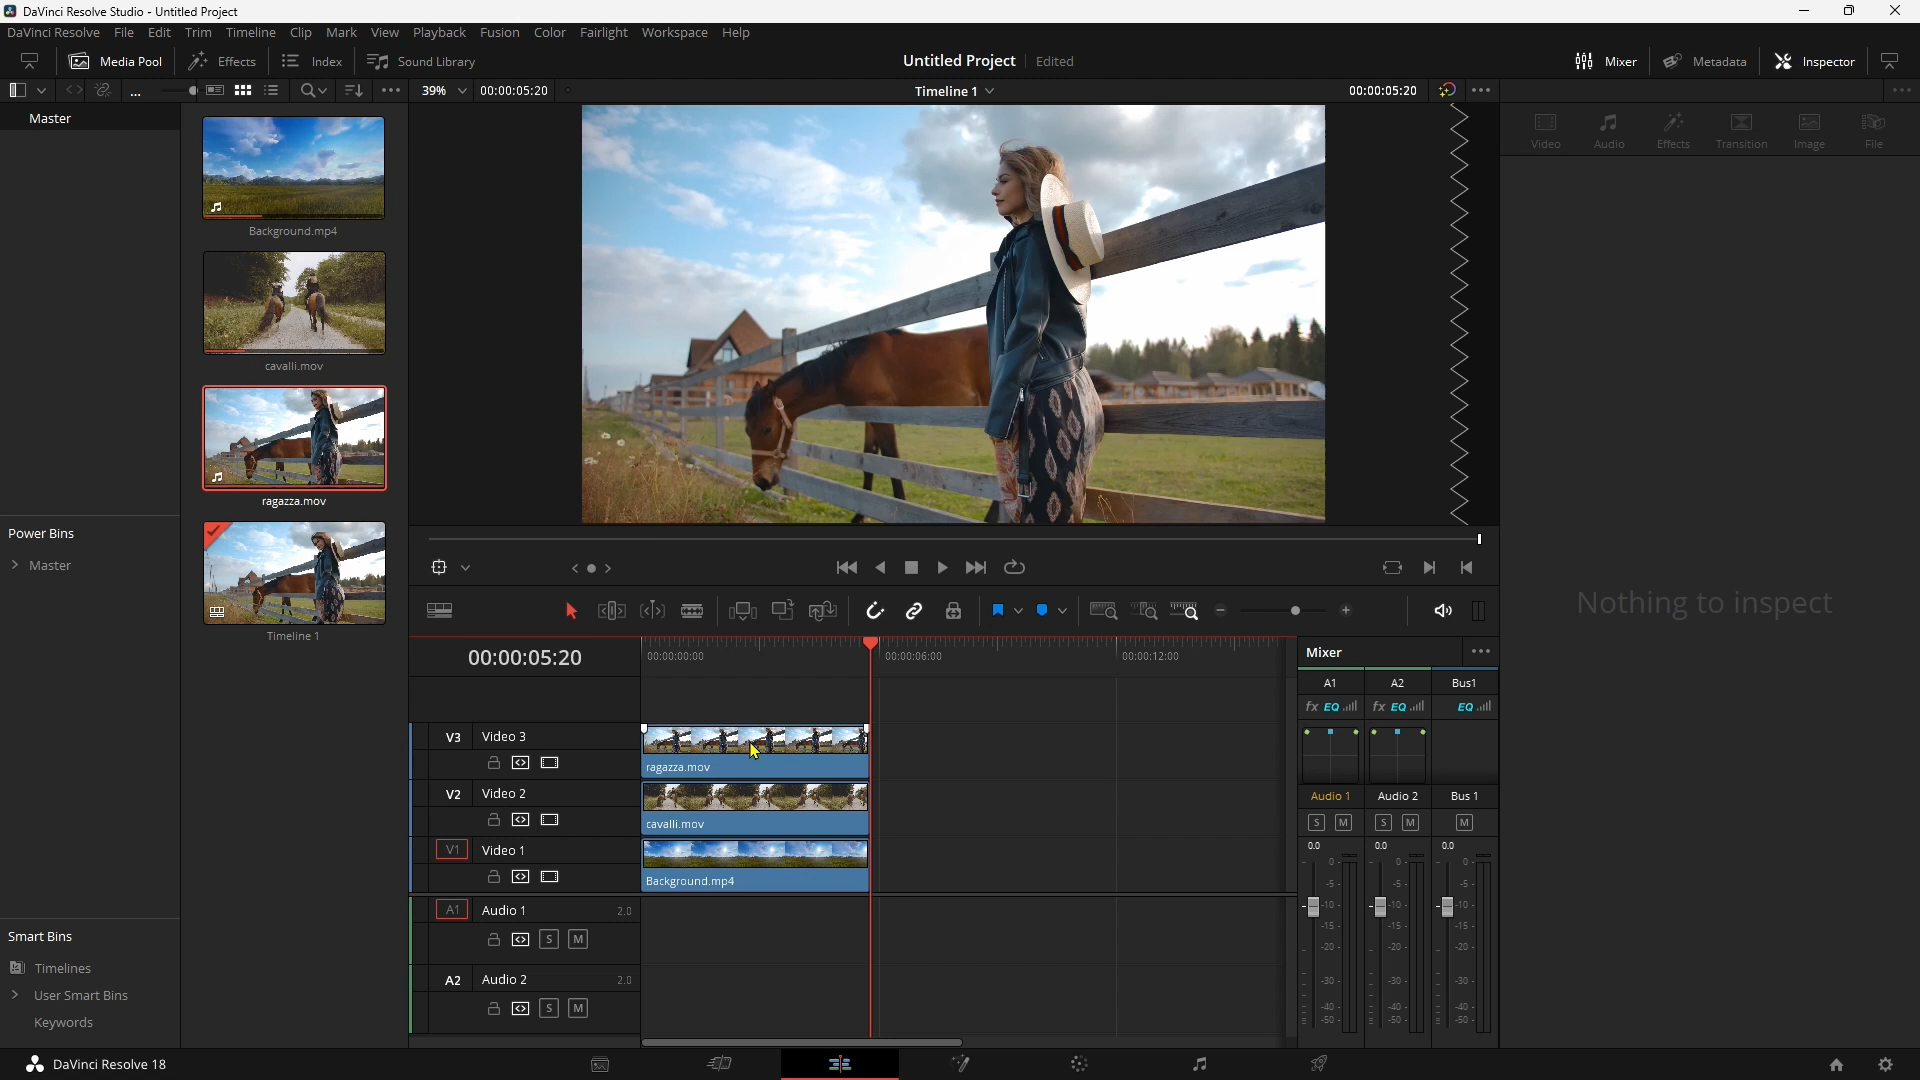 DaVinci Resolve Studio - Untitled Project
DaVinci Resolve File Edit Trim Timeline Clip Mark View Playback Fusion Color Fairlight Workspace Help
Media Pool Effects Index Sound Library Untitled Project Edited Mixer Metadata Inspector
... 39% 00:00:05:20 Timeline 1 00:00:05:20
Master
Video Audio Effects Transition Image File
Background.mp4
cavalli.mov
ragazza.mov
Power Bins
Master
Timeline 1
Nothing to inspect
00:00:05:20 00:00:00:00 00:00:06:00 00:00:12:00
Mixer
A1 A2 Bus1
fx EQ fx EQ EQ
V3 Video 3
ragazza.mov
V2 Video 2
cavalli.mov
V1 Video 1
Background.mp4
Audio 1 Audio 2 Bus 1
S M S M M
0.0 0.0 0.0
0- 0- 0-
-5- -5- -5-
-10- -10- -10-
-15- -15- -15-
-20- -20- -20-
-30- -30- -30-
-40- -40- -40-
-50- -50- -50-
A1 Audio 1 2.0
S M
A2 Audio 2 2.0
S M
Smart Bins
Timelines
User Smart Bins
Keywords
DaVinci Resolve 18